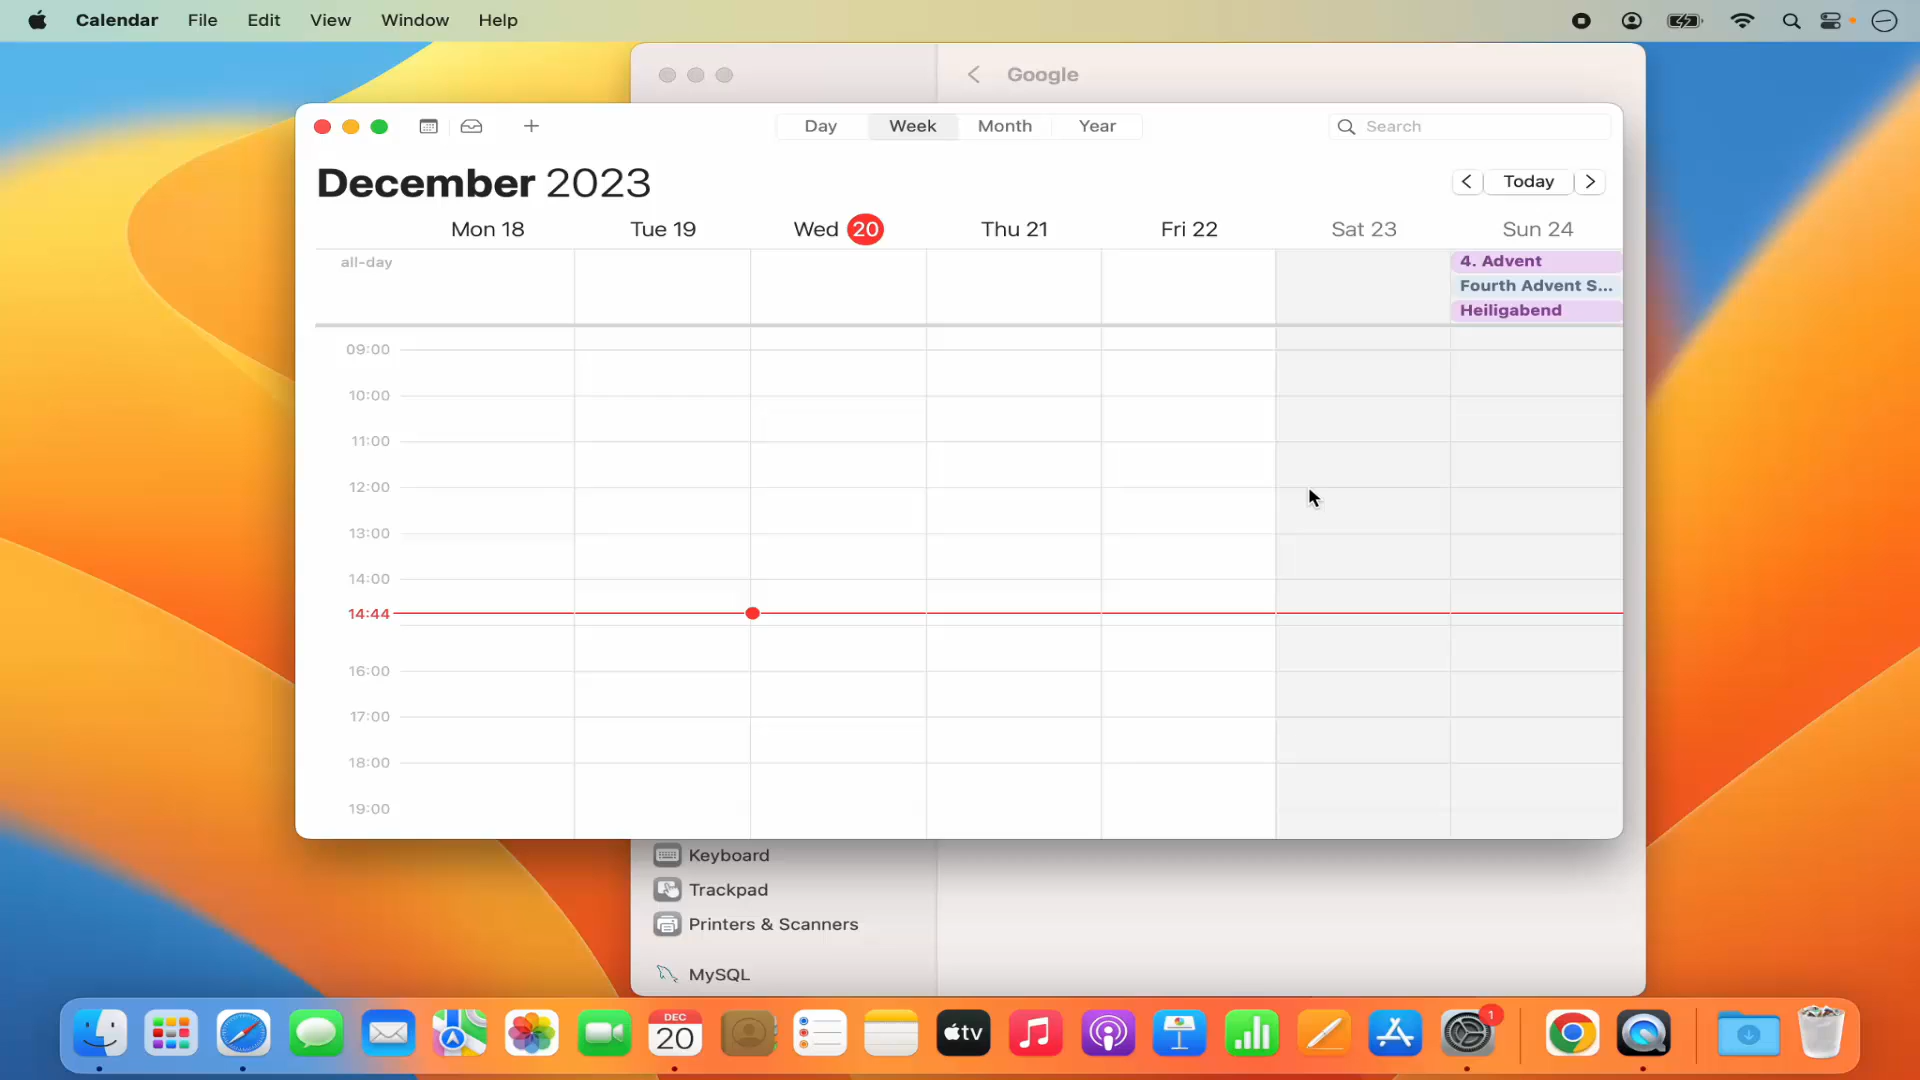 Calendar File Edit View Window Help
Google
Day Week Month Year
Search
December 2023
Today
Mon 18 Tue 19 Wed 20 Thu 21 Fri 22 Sat 23 Sun 24
all-day
4. Advent
Fourth Advent S...
Heiligabend
09:00
10:00
11:00
12:00
13:00
14:00
14:44
16:00
17:00
18:00
19:00
Keyboard
Trackpad
Printers & Scanners
MySQL
DEC
20
tv
1